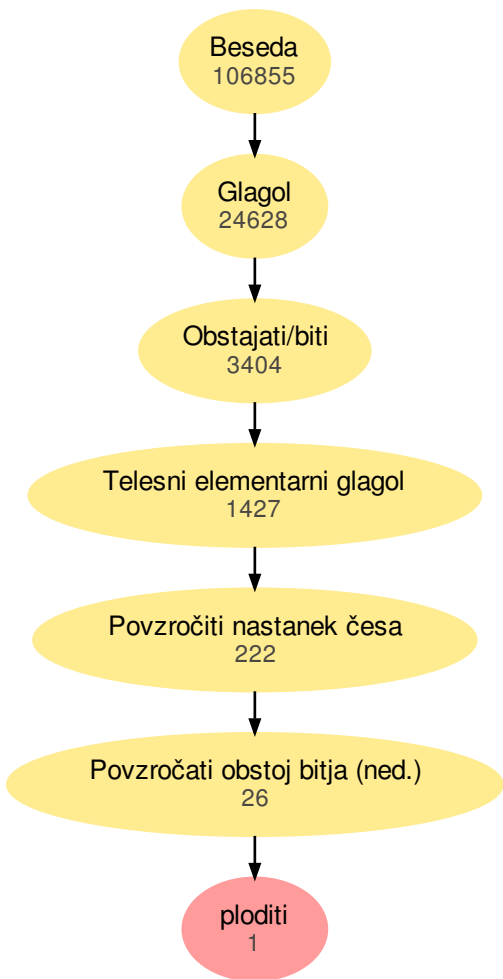 Beseda
106855
Glagol
24628
Obstajati/biti
3404
Telesni elementarni glagol
1427
Povzročiti nastanek česa
222
Povzročati obstoj bitja (ned.)
26
ploditi
1